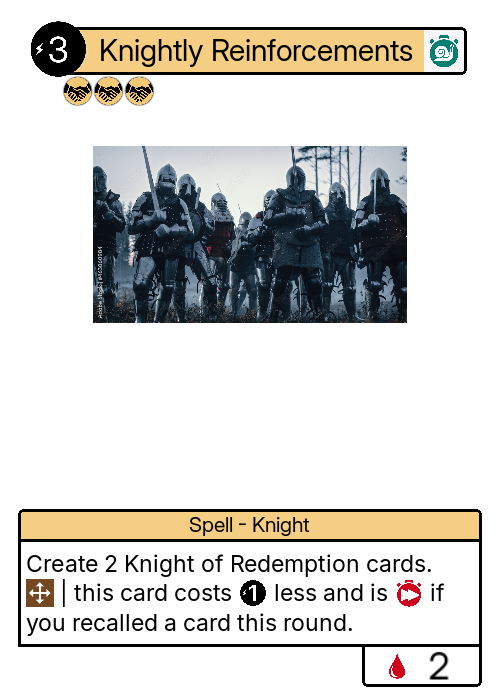 3 Knightly Reinforcements
Spell - Knight
Create 2 Knight of Redemption cards.
| this card costs 1 less and is if
you recalled a card this round.
2